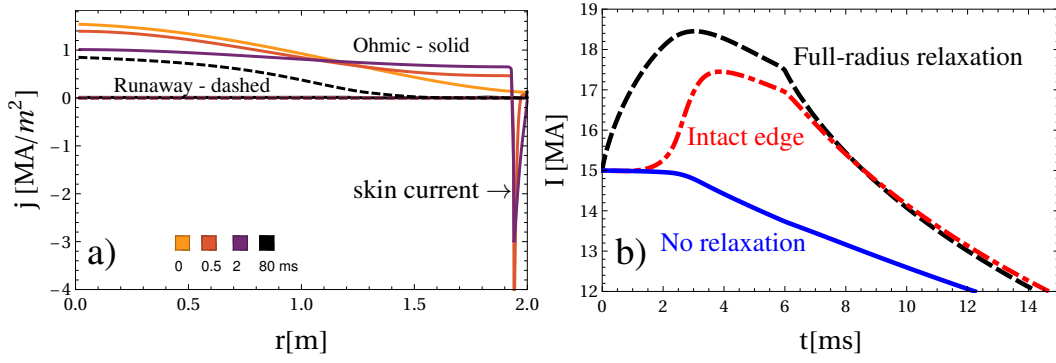 1
0
-1
-2
-3
-4
0.0
0.5
1.0
1.5
2.0
j [MA/m²]
r[m]
Ohmic - solid
Runaway - dashed
skin current →
a)
0 0.5 2 80 ms
18
17
16
15
14
13
12
0 2 4 6 8 10 12 14
I [MA]
t[ms]
Full-radius relaxation
Intact edge
No relaxation
b)